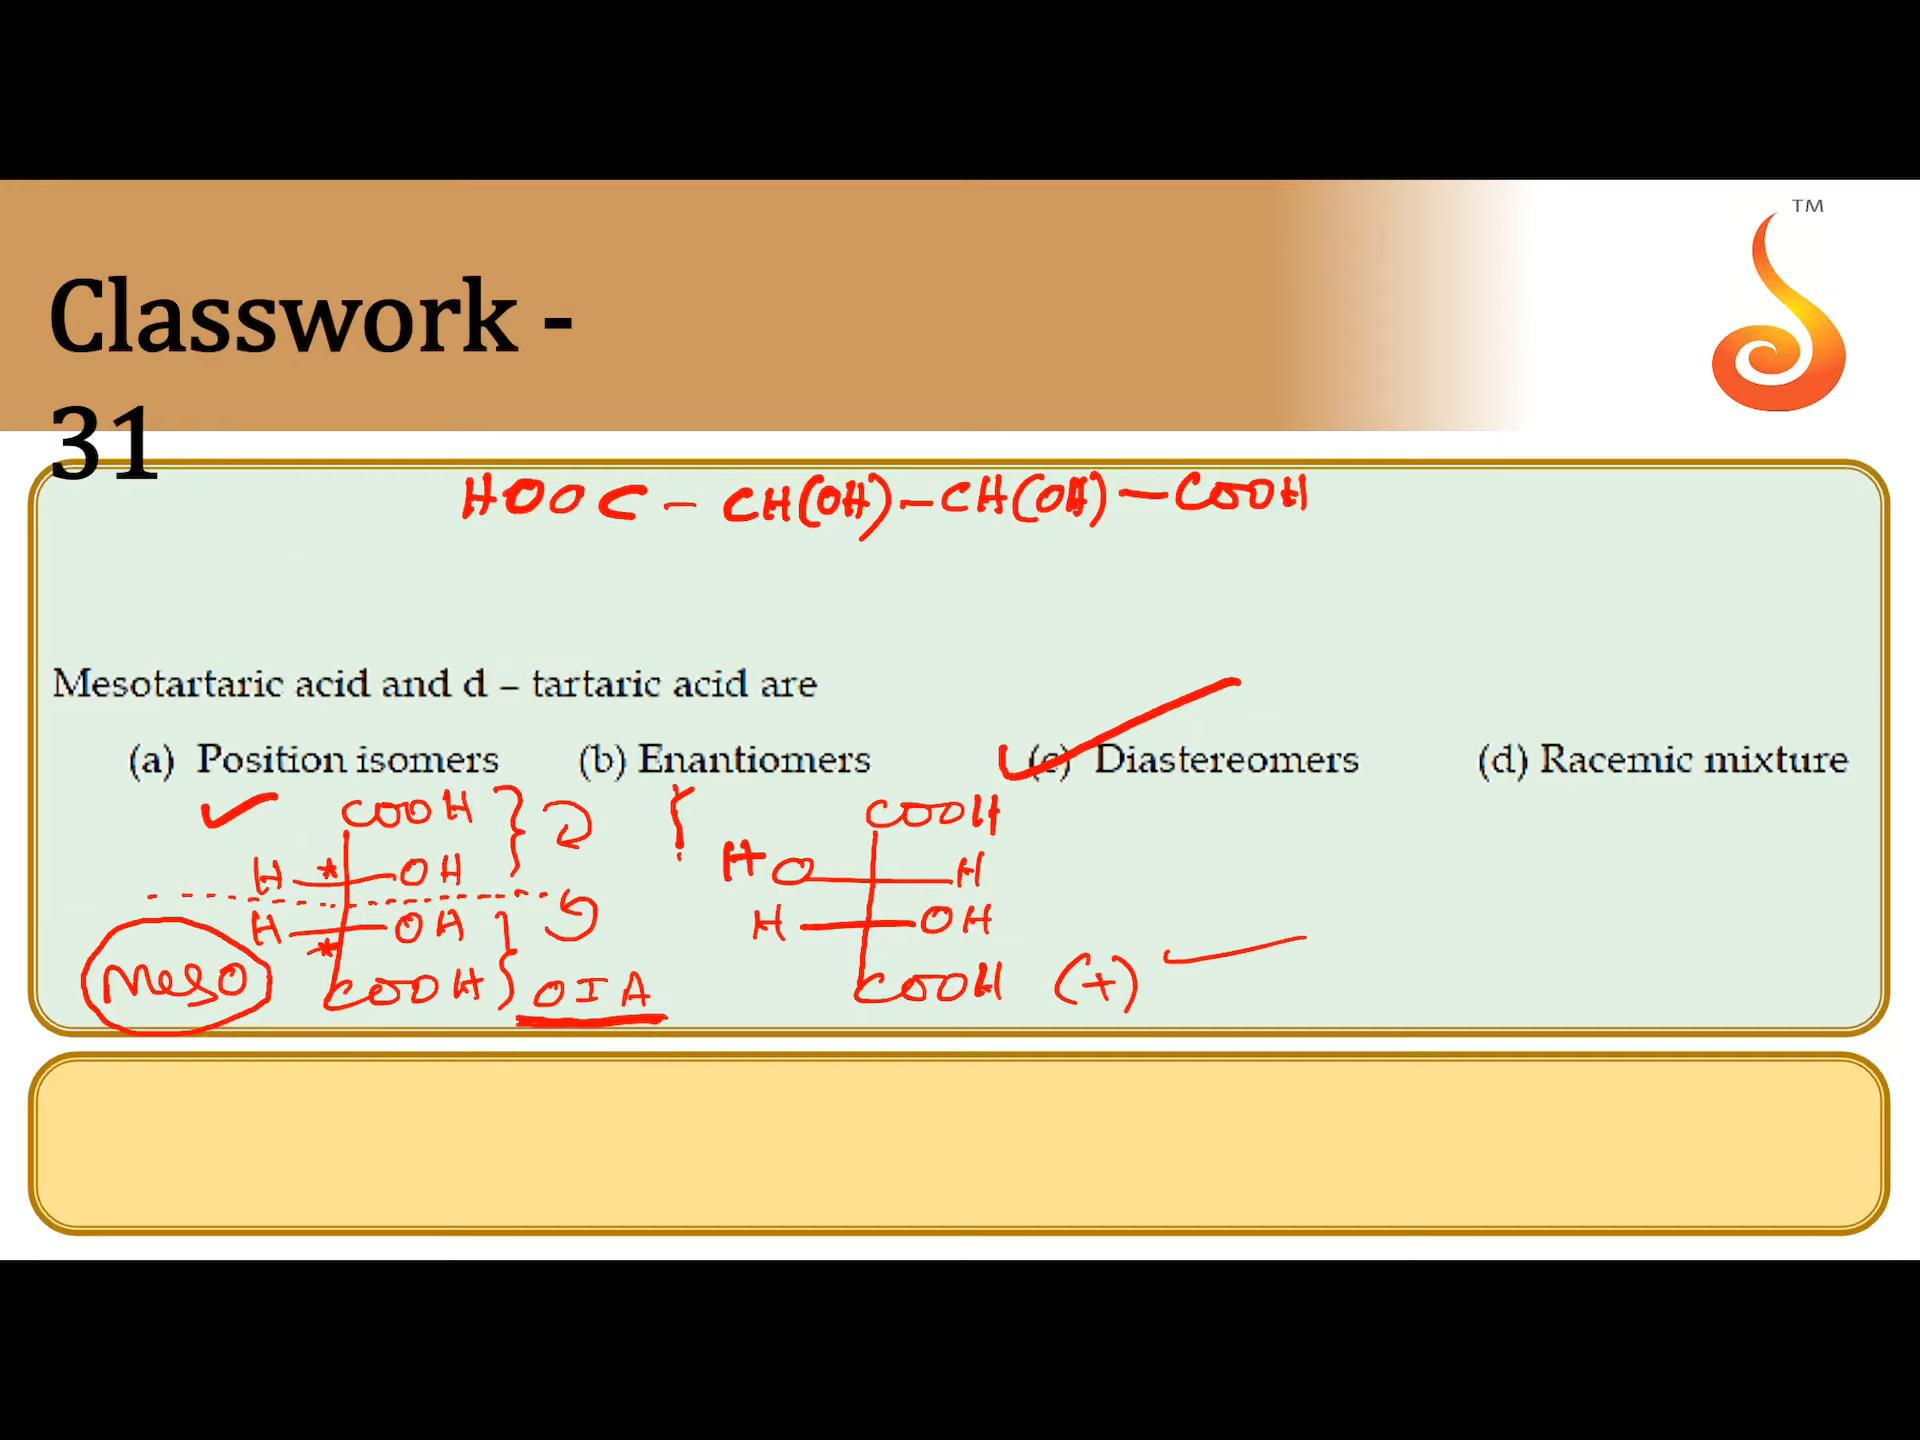 TM
Classwork -
31
HOOC - CH(OH) - CH(OH) - COOH
Mesotartaric acid and d – tartaric acid are
(a) Position isomers (b) Enantiomers (c) Diastereomers (d) Racemic mixture
COOH COOH
H * OH HO H
H * OH H OH
Meso COOH OIA COOH (+)